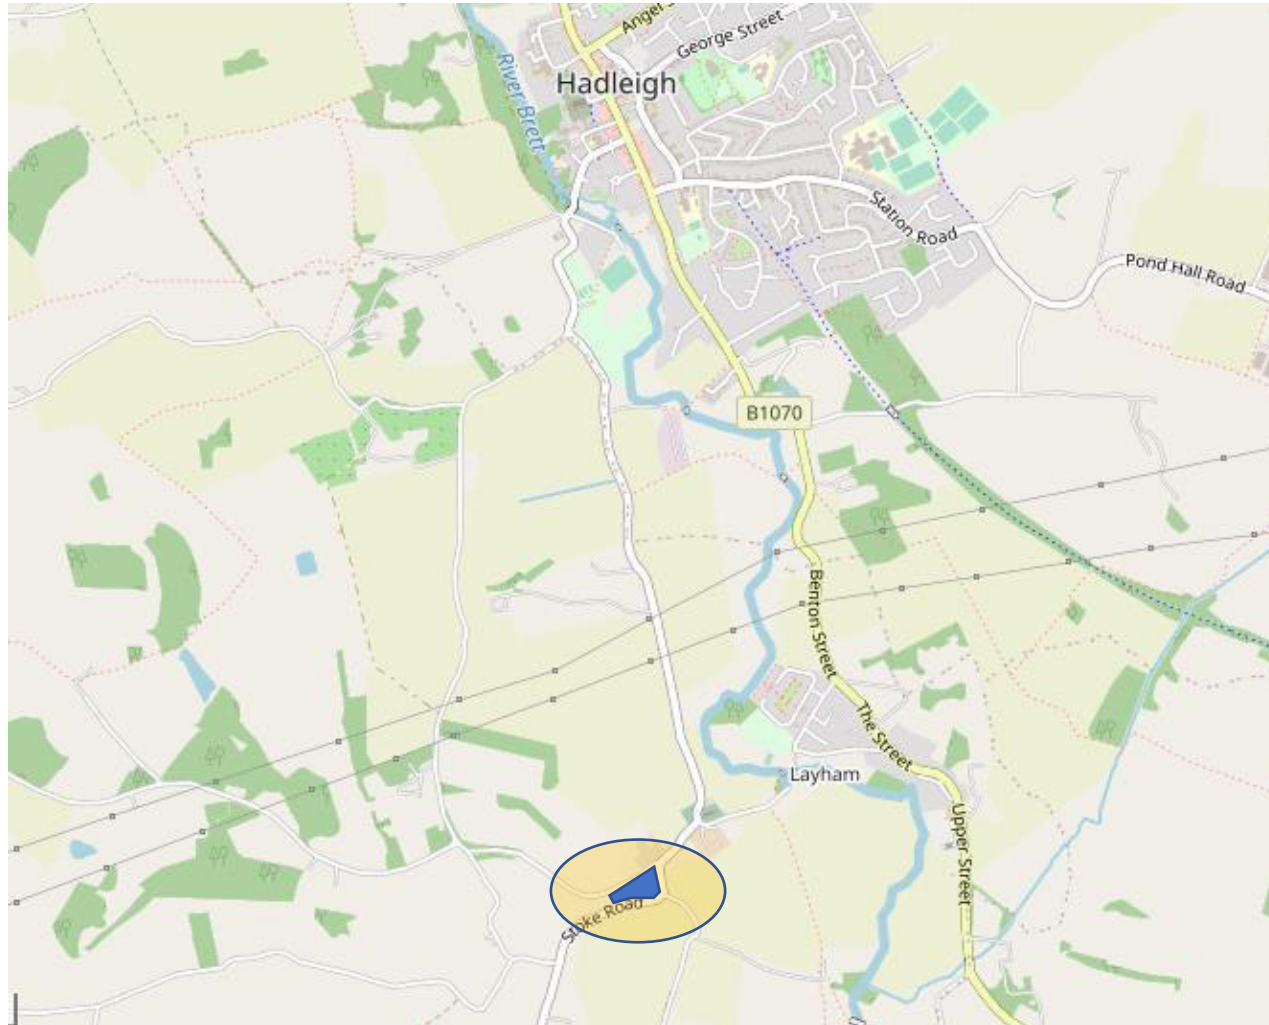 Angel S
George Street
Hadleigh
River Brett
Station Road
Pond Hall Road
B1070
Benton Street
The Street
Layham
Upper Street
Stoke Road